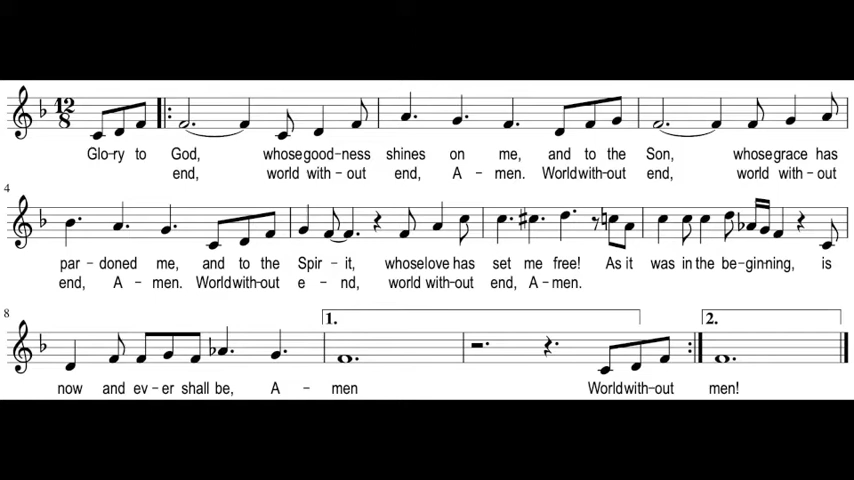 12
8
Glo-ry to God, whose good-ness shines on me, and to the Son, whose grace has
end, world with-out end, A - men. World with-out end, world with-out
4
par-doned me, and to the Spir-it, whose love has set me free! As it was in the be-gin-ning, is
end, A - men. World with-out e - nd, world with-out end, A - men.
8
1. 2.
now and ev-er shall be, A - men World with-out men!